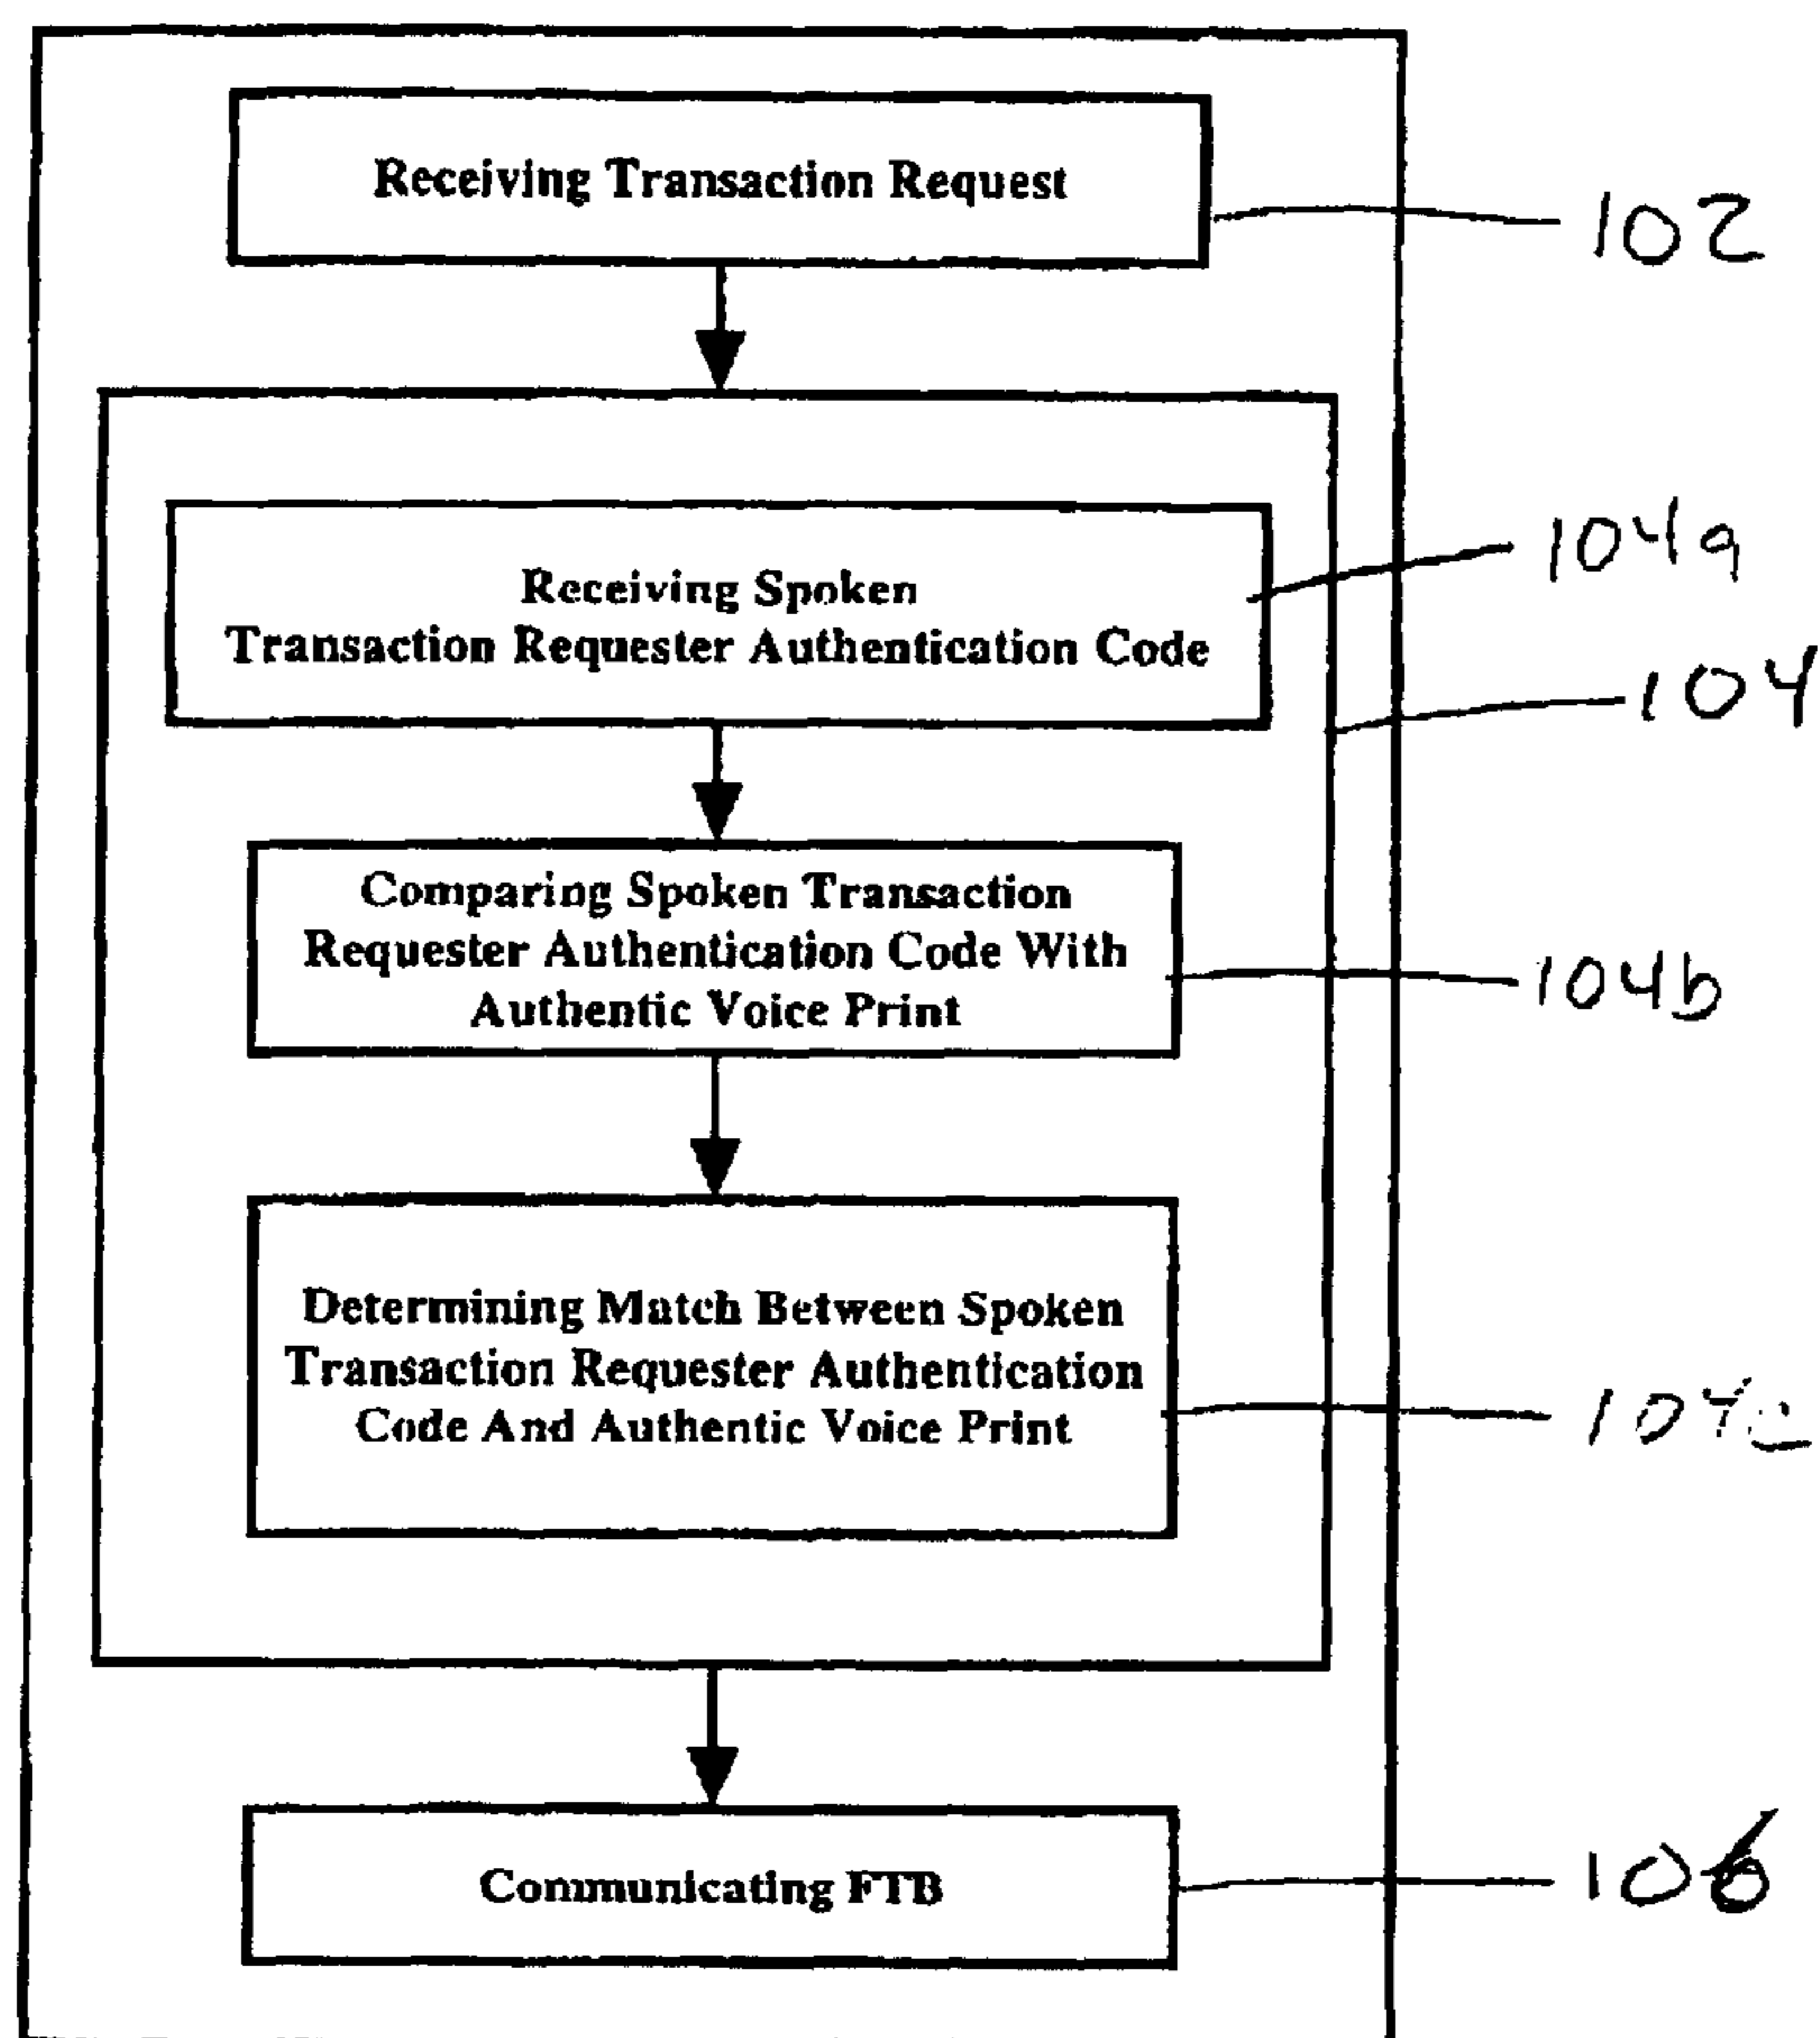 Receiving Transaction Request
102
Receiving Spoken
Transaction Requester Authentication Code
104a
104
Comparing Spoken Transaction
Requester Authentication Code With
Authentic Voice Print
104b
Determining Match Between Spoken
Transaction Requester Authentication
Code And Authentic Voice Print
104c
Communicating FTB
106